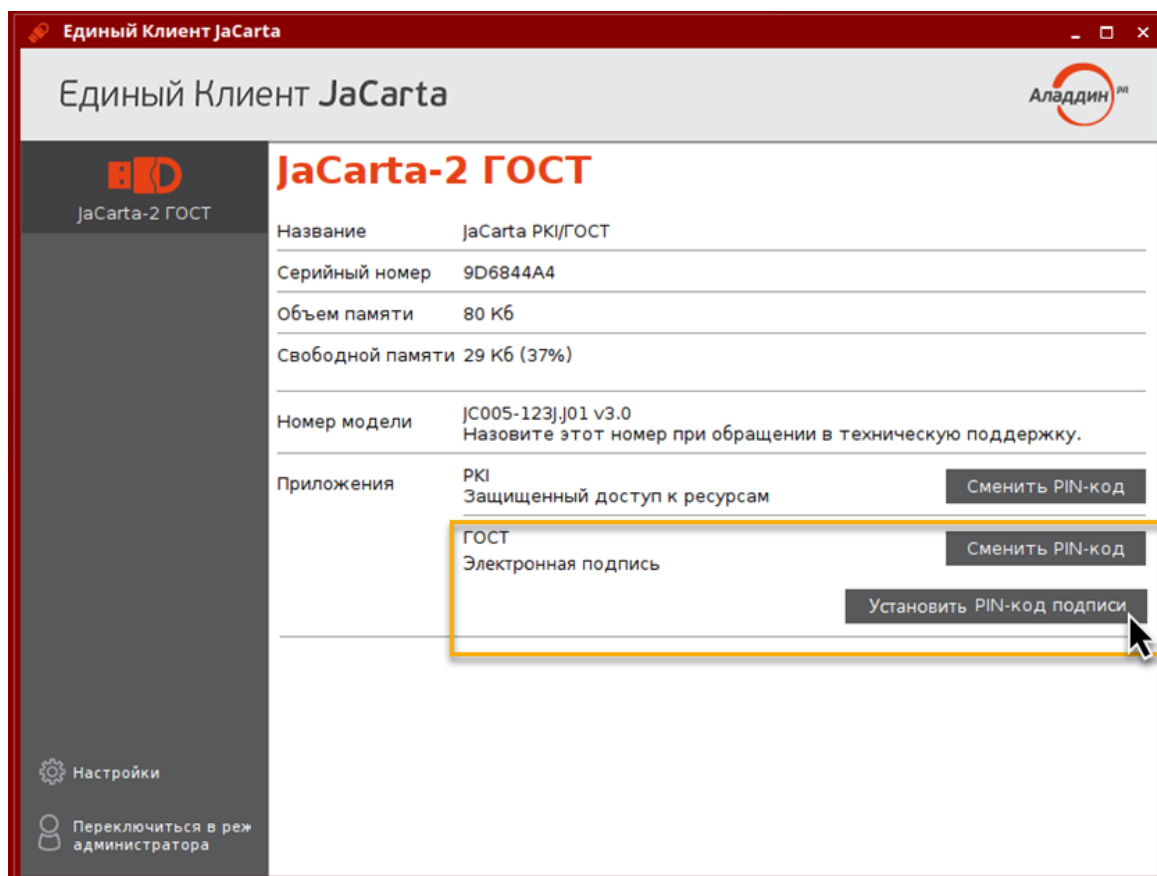 Единый Клиент JaCarta
Единый Клиент JaCarta
Аладдин РД
JaCarta-2 ГОСТ
JaCarta-2 ГОСТ
Название JaCarta PKI/ГОСТ
Серийный номер 9D6844A4
Объем памяти 80 Кб
Свободной памяти 29 Кб (37%)
Номер модели JC005-123J.J01 v3.0
Назовите этот номер при обращении в техническую поддержку.
Приложения PKI
Защищенный доступ к ресурсам Сменить PIN-код
ГОСТ
Электронная подпись Сменить PIN-код
Установить PIN-код подписи
Настройки
Переключиться в реж
администратора